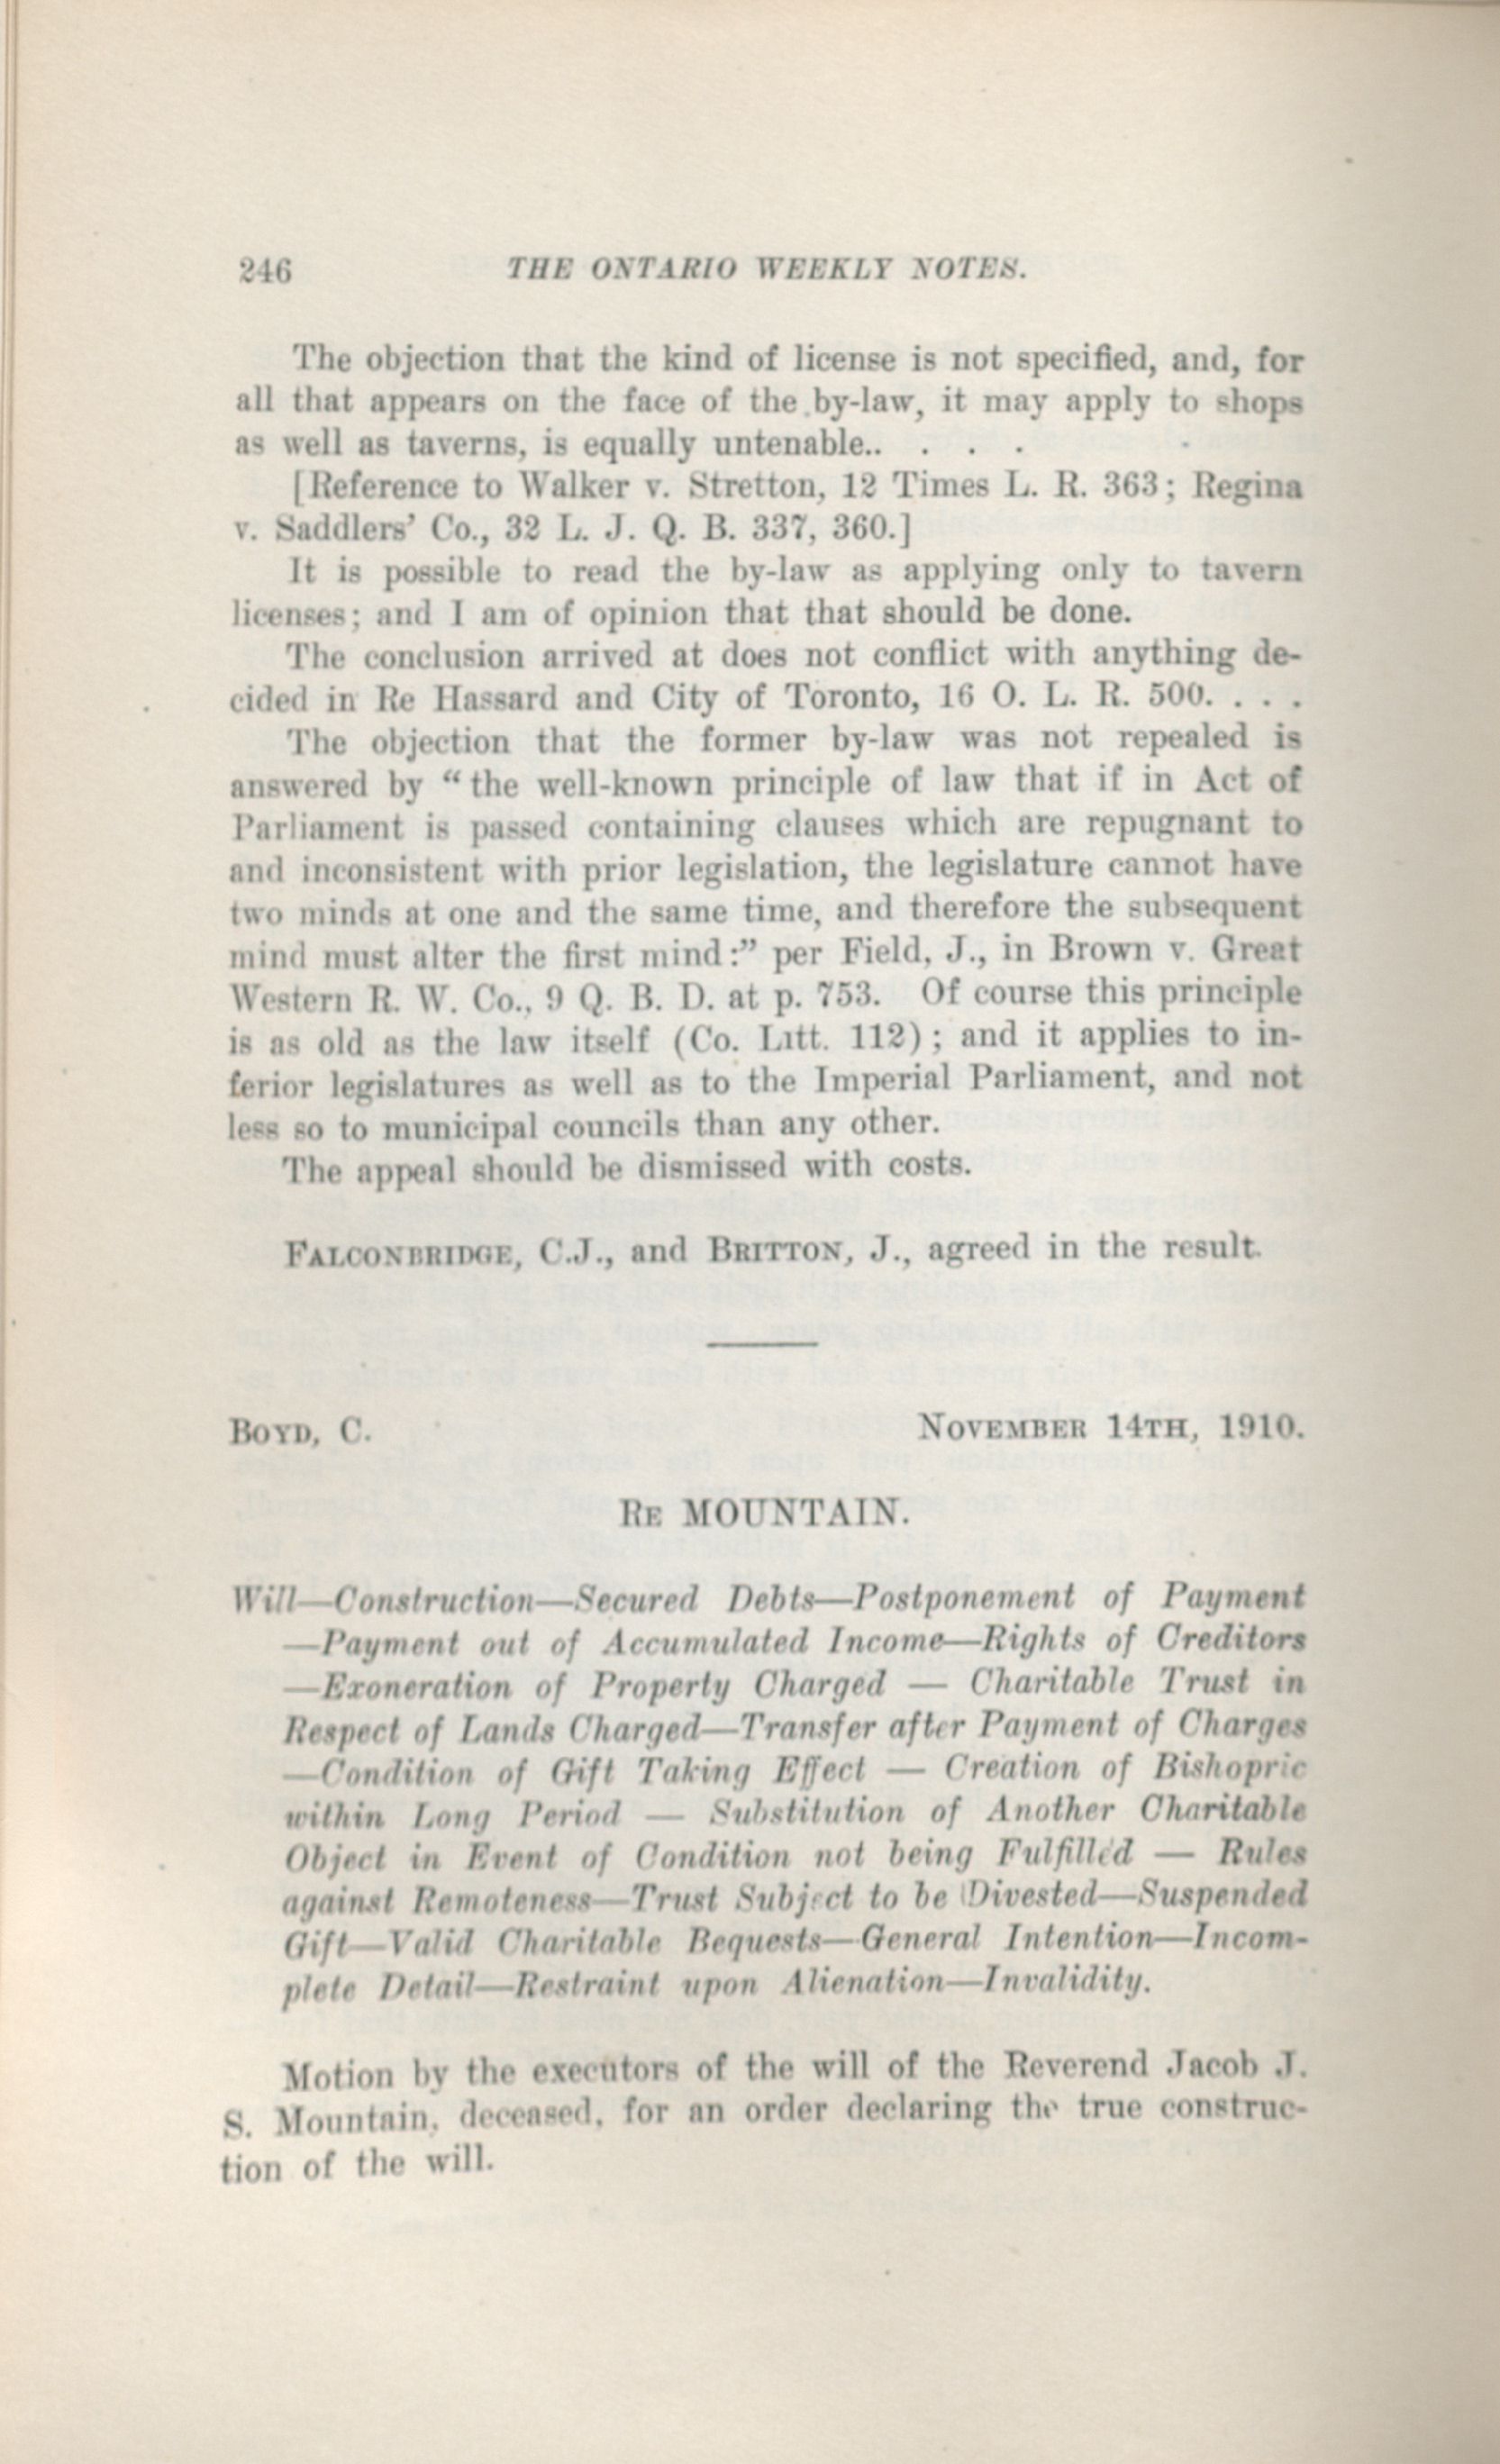 246 THE ONTARIO WEEKLY NOTES.
The objection that the kind of license is not specified, and, for
all that appears on the face of the by-law, it may apply to shops
as well as taverns, is equally untenable.. . . .
[Reference to Walker v. Stretton, 12 Times L. R. 363; Regina
v. Saddlers' Co., 32 L. J. Q. B. 337, 360.]
It is possible to read the by-law as applying only to tavern
licenses; and I am of opinion that that should be done.
The conclusion arrived at does not conflict with anything de-
cided in Re Hassard and City of Toronto, 16 O. L. R. 500. . . .
The objection that the former by-law was not repealed is
answered by “the well-known principle of law that if in Act of
Parliament is passed containing clauses which are repugnant to
and inconsistent with prior legislation, the legislature cannot have
two minds at one and the same time, and therefore the subsequent
mind must alter the first mind:” per Field, J., in Brown v. Great
Western R. W. Co., 9 Q. B. D. at p. 753. Of course this principle
is as old as the law itself (Co. Litt. 112); and it applies to in-
ferior legislatures as well as to the Imperial Parliament, and not
less so to municipal councils than any other.
The appeal should be dismissed with costs.
FALCONBRIDGE, C.J., and BRITTON, J., agreed in the result.
BOYD, C. NOVEMBER 14TH, 1910.
RE MOUNTAIN.
Will—Construction—Secured Debts—Postponement of Payment
—Payment out of Accumulated Income—Rights of Creditors
—Exoneration of Property Charged — Charitable Trust in
Respect of Lands Charged—Transfer after Payment of Charges
—Condition of Gift Taking Effect — Creation of Bishopric
within Long Period — Substitution of Another Charitable
Object in Event of Condition not being Fulfilled — Rules
against Remoteness—Trust Subject to be Divested—Suspended
Gift—Valid Charitable Bequests—General Intention—Incom-
plete Detail—Restraint upon Alienation—Invalidity.
Motion by the executors of the will of the Reverend Jacob J.
S. Mountain, deceased, for an order declaring the true construc-
tion of the will.